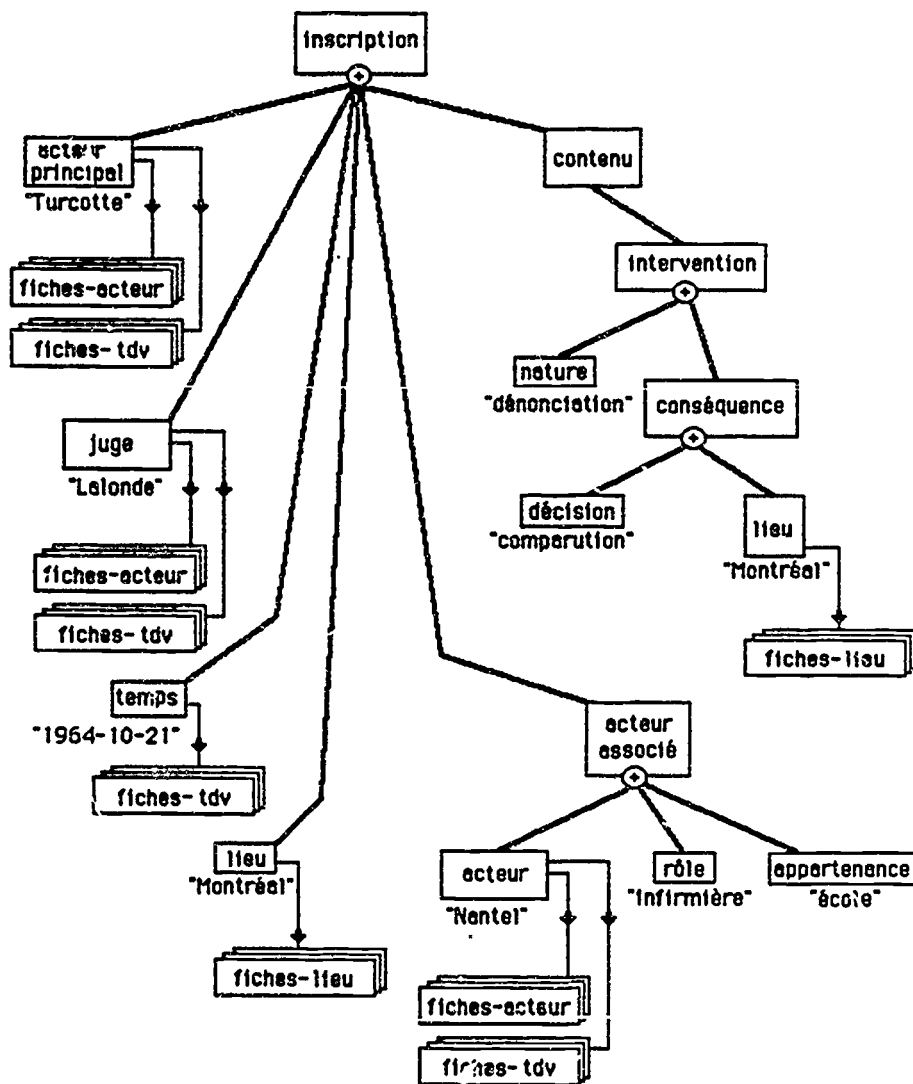 inscription
acteur
principal
"Turcotte"
fiches-acteur
fiches-tdv
juge
"Lalonde"
fiches-acteur
fiches-tdv
temps
"1964-10-21"
fiches-tdv
lieu
"Montréal"
fiches-lieu
contenu
intervention
nature
"dénonciation"
conséquence
décision
"comparution"
lieu
"Montréal"
fiches-lieu
acteur
associé
acteur
"Nantel"
fiches-acteur
fiches-tdv
rôle
"infirmière"
appartenance
"école"